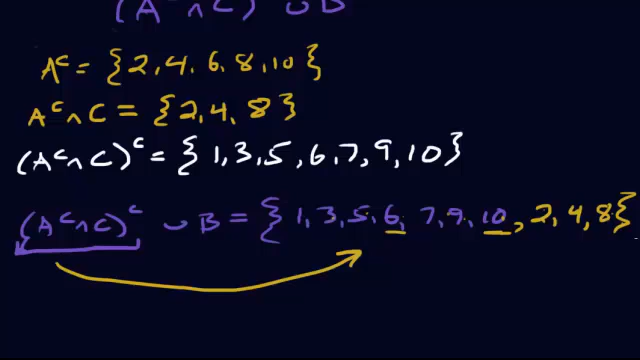 (Aᶜ∩C)ᶜ ∪ B
Aᶜ = {2, 4, 6, 8, 10}
Aᶜ∩C = {2, 4, 8}
(Aᶜ∩C)ᶜ = { 1, 3, 5, 6, 7, 9, 10}
(Aᶜ∩C)ᶜ ∪ B = { 1, 3, 5, 6, 7, 9, 10, 2, 4, 8}